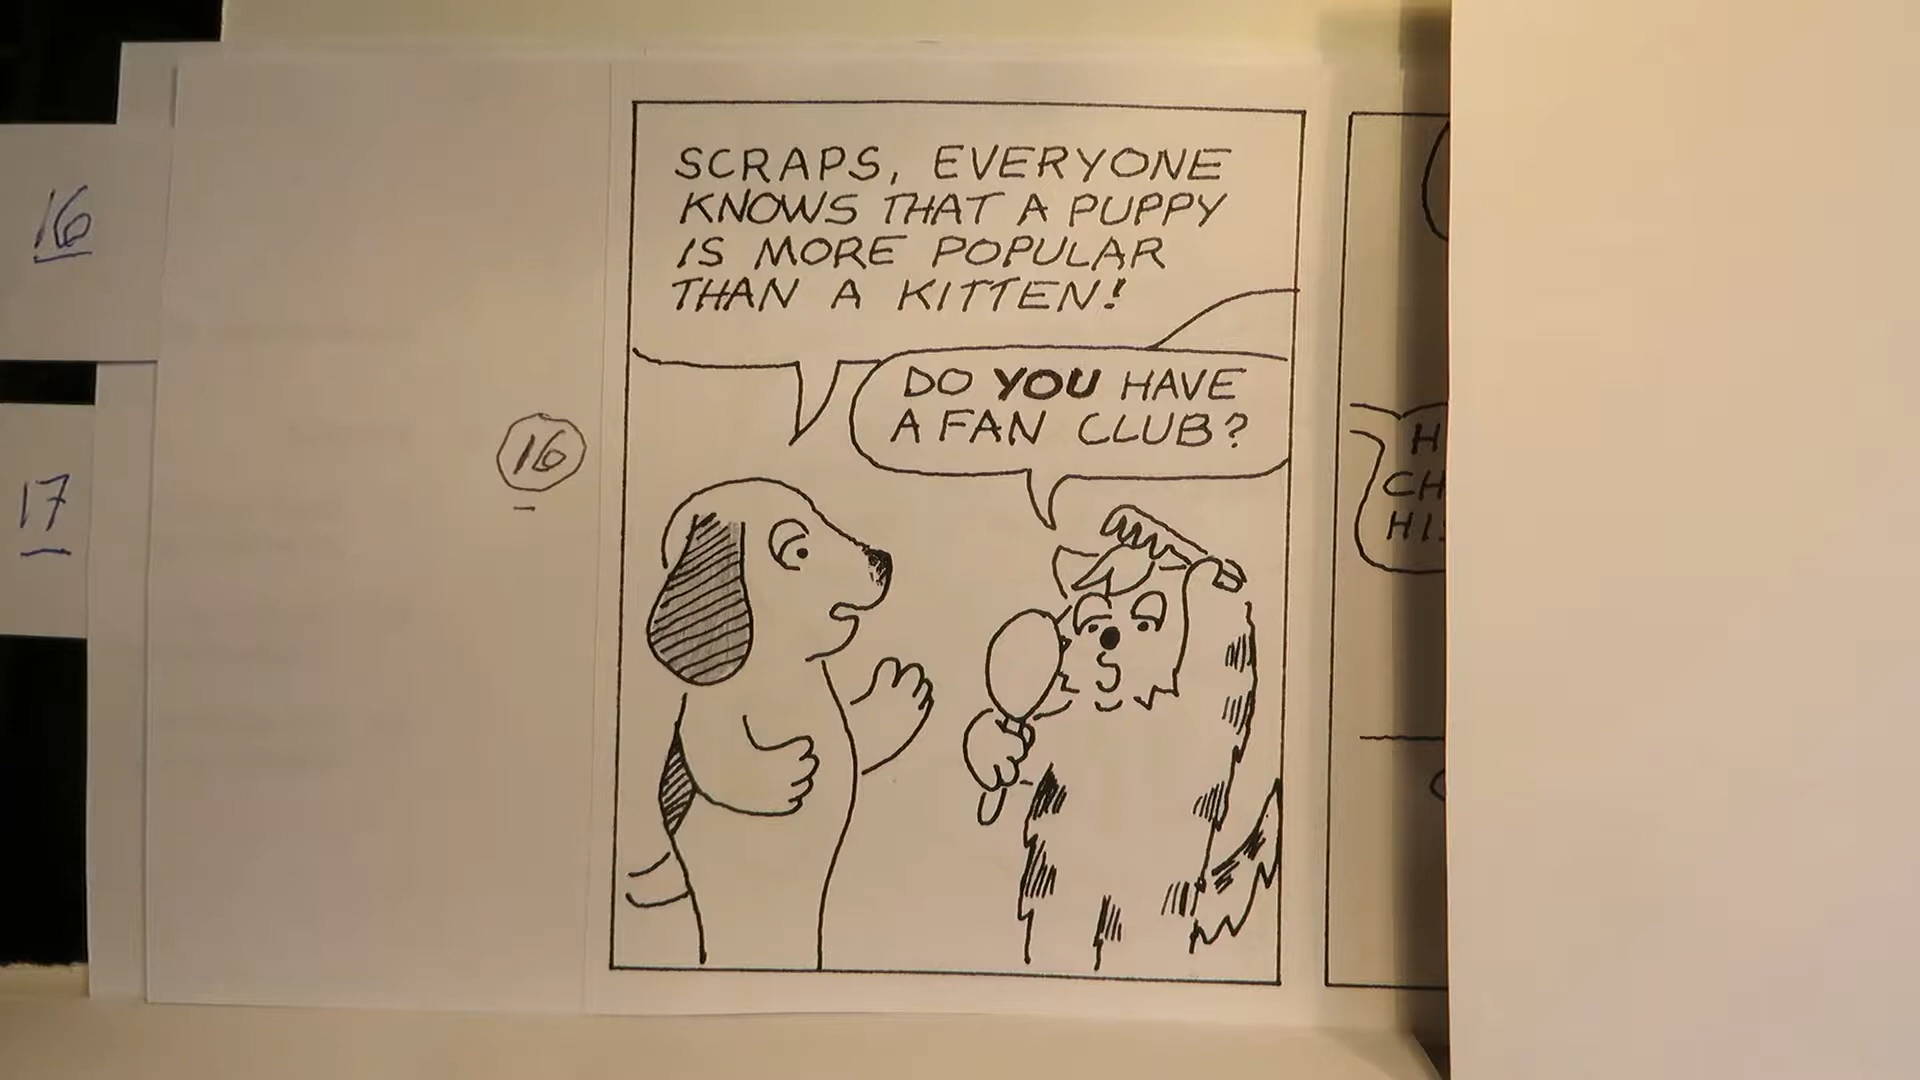 16
17
16
SCRAPS, EVERYONE
KNOWS THAT A PUPPY
IS MORE POPULAR
THAN A KITTEN!
DO YOU HAVE
A FAN CLUB?